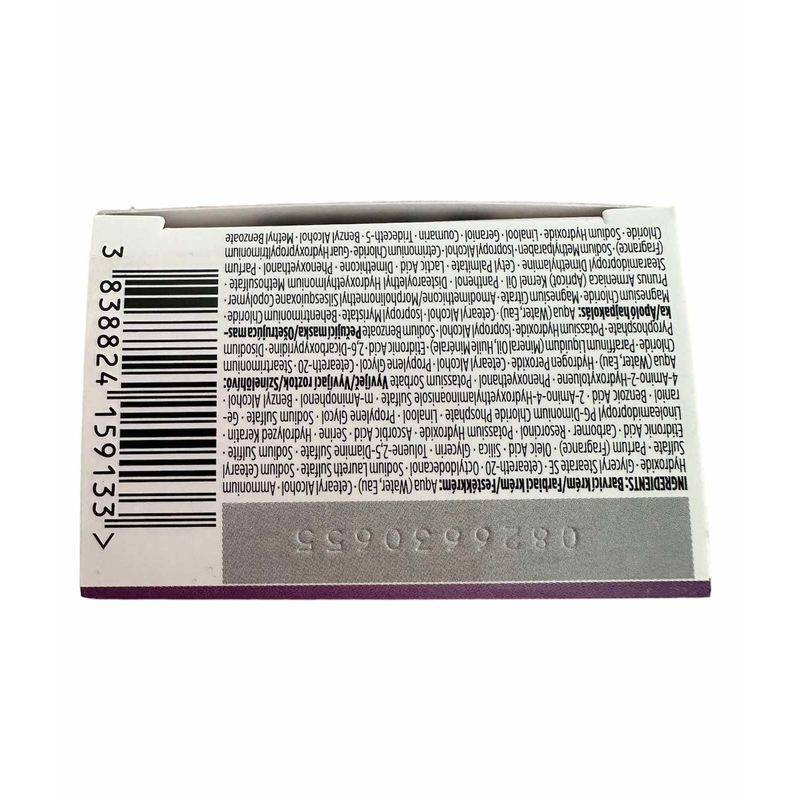 INGREDIENTS: Barvicí krém/Farbiaci krém/Festékkrém: Aqua (Water, Eau) · Cetearyl Alcohol · Ammonium
Hydroxide · Glyceryl Stearate SE · Ceteareth-20 · Octyldodecanol · Sodium Laureth Sulfate · Sodium Cetearyl
Sulfate · Parfum (Fragrance) · Oleic Acid · Silica · Glycerin · Toluene-2,5-Diamine Sulfate · Sodium Sulfite ·
Etidronic Acid · Carbomer · Resorcinol · Potassium Hydroxide · Ascorbic Acid · Serine · Hydrolyzed Keratin ·
Linoleamidopropyl PG-Dimonium Chloride Phosphate · Linalool · Propylene Glycol · Sodium Sulfate · Ge-
raniol · Benzoic Acid · 2-Amino-4-Hydroxyethylaminoanisole Sulfate · m-Aminophenol · Benzyl Alcohol ·
4-Amino-2-Hydroxytoluene · Phenoxyethanol · Potassium Sorbate Vyvíječ/Vyvíjací roztok/Színelőhívó:
Aqua (Water, Eau) · Hydrogen Peroxide · Cetearyl Alcohol · Propylene Glycol · Ceteareth-20 · Steartrimonium
Chloride · Paraffinum Liquidum (Mineral Oil, Huile Minérale) · Etidronic Acid · 2,6-Dicarboxypyridine · Disodium
Pyrophosphate · Potassium Hydroxide · Isopropyl Alcohol · Sodium Benzoate Pečující maska/Ošetrujúca mas-
ka/Ápoló hajpakolás: Aqua (Water, Eau) · Cetearyl Alcohol · Isopropyl Myristate · Behentrimonium Chloride ·
Magnesium Chloride · Magnesium Citrate · Amodimethicone/Morpholinomethyl Silsesquioxane Copolymer ·
Prunus Armeniaca (Apricot) Kernel Oil · Panthenol · Distearoylethyl Hydroxyethylmonium Methosulfate ·
Stearamidopropyl Dimethylamine · Cetyl Palmitate · Lactic Acid · Dimethicone · Phenoxyethanol · Parfum
(Fragrance) · Sodium Methylparaben · Isopropyl Alcohol · Cetrimonium Chloride · Guar Hydroxypropyltrimonium
Chloride · Sodium Hydroxide · Linalool · Geraniol · Coumarin · Trideceth-5 · Benzyl Alcohol · Methyl Benzoate
3 838824 159133 >
0826630655